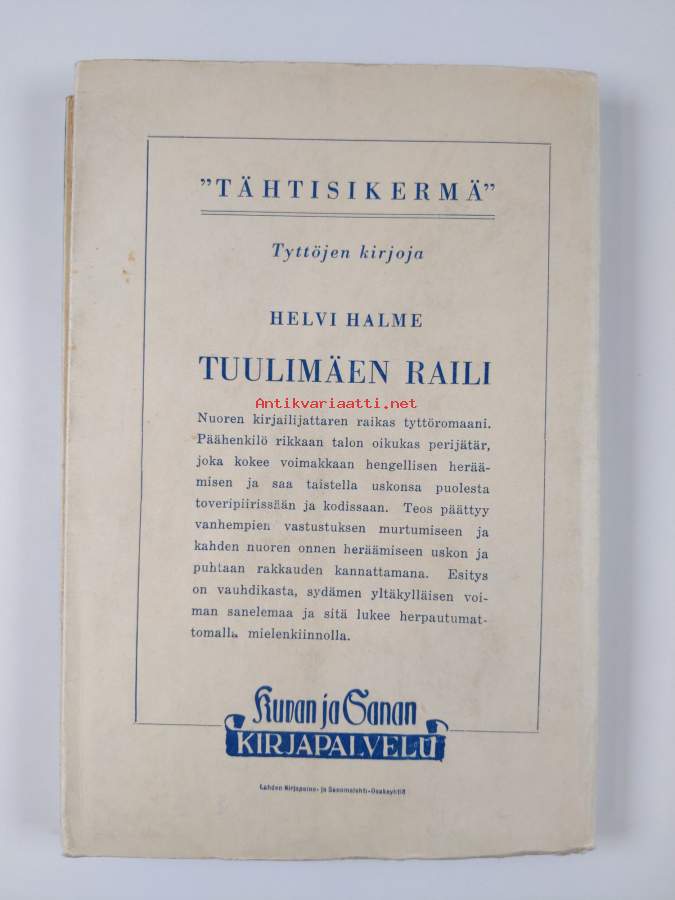 "TÄHTISIKERMÄ"
Tyttöjen kirjoja
HELVI HALME
TUULIMÄEN RAILI
Antikvariaatti.net
Nuoren kirjailijattaren raikas tyttöromaani.
Päähenkilö rikkaan talon oikukas perijätär,
joka kokee voimakkaan hengellisen herää-
misen ja saa taistella uskonsa puolesta
toveripiirissään ja kodissaan. Teos päättyy
vanhempien vastustuksen murtumiseen ja
kahden nuoren onnen heräämiseen uskon ja
puhtaan rakkauden kannattamana. Esitys
on vauhdikasta, sydämen yltäkylläisen voi-
man sanelemaa ja sitä lukee herpautumat-
tomalla mielenkiinnolla.
Kuvan ja Sanan
KIRJAPALVELU
Lahden Kirjapaino- ja Sanomalehti-Osakeyhtiö